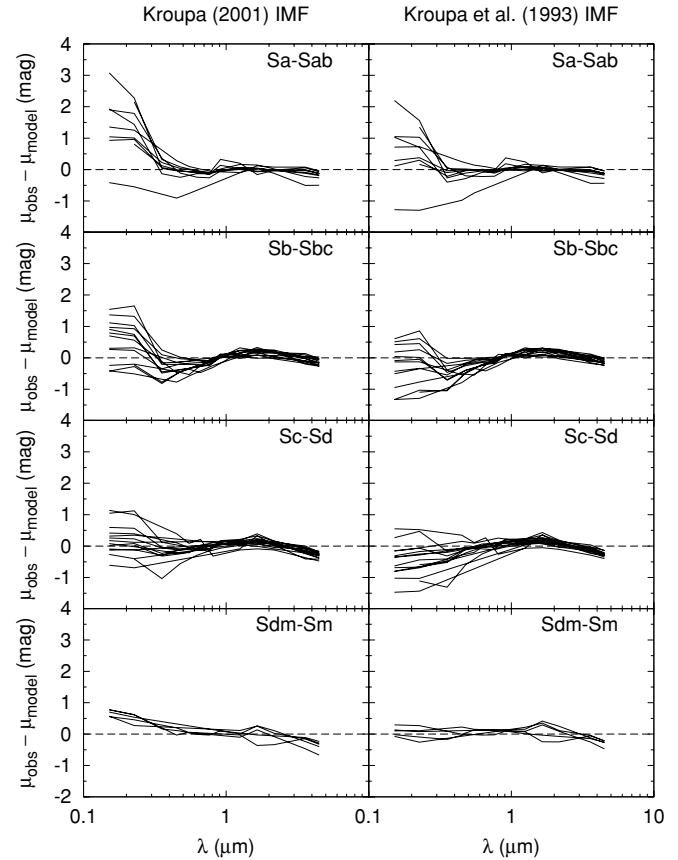 Kroupa (2001) IMF
Kroupa et al. (1993) IMF
μobs − μmodel (mag)
4
3
2
1
0
-1
Sa-Sab
Sa-Sab
μobs − μmodel (mag)
4
3
2
1
0
-1
Sb-Sbc
Sb-Sbc
μobs − μmodel (mag)
4
3
2
1
0
-1
Sc-Sd
Sc-Sd
μobs − μmodel (mag)
4
3
2
1
0
-1
-2
Sdm-Sm
Sdm-Sm
0.1
1
0.1
1
10
λ (μm)
λ (μm)